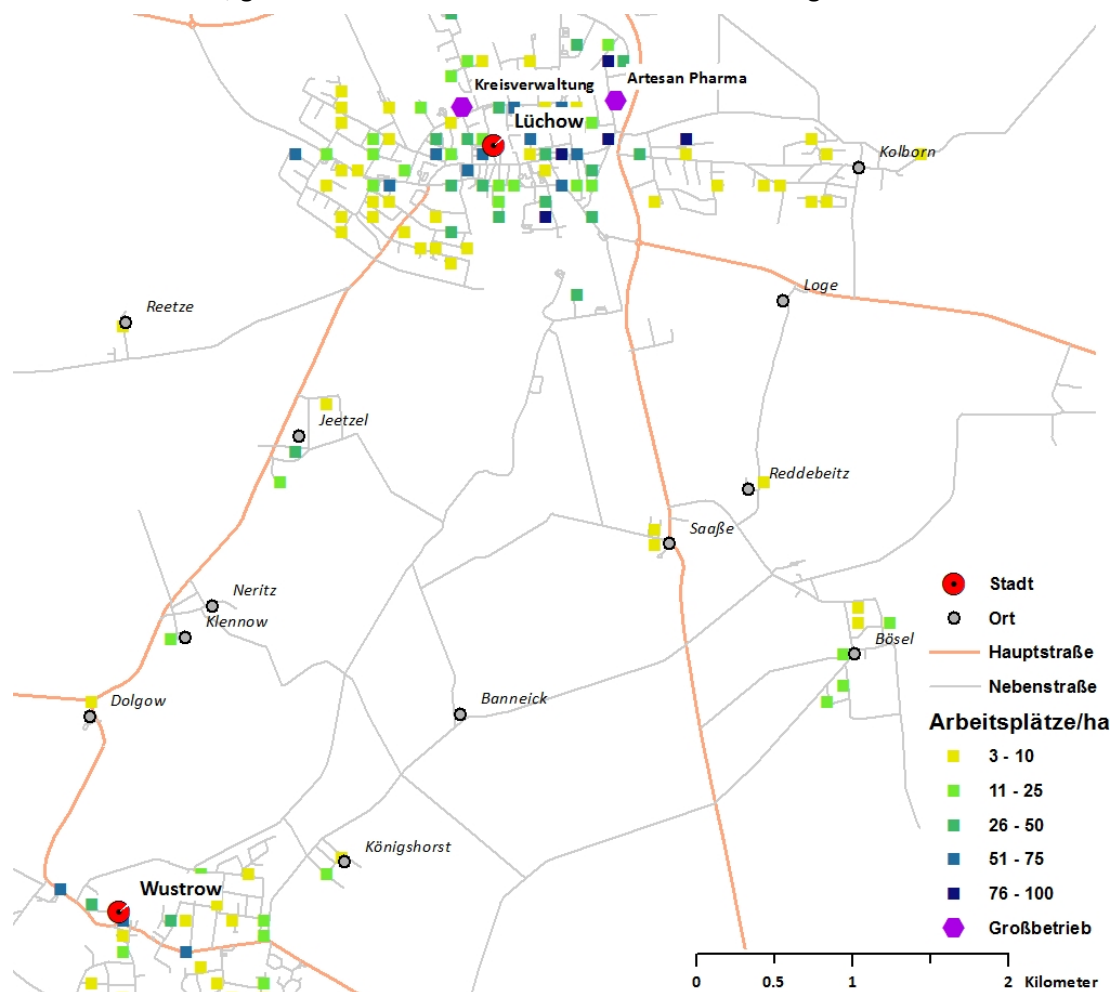 Kreisverwaltung
Artesan Pharma
Lüchow
Kolborn
Loge
Reetze
Jeetzel
Reddebeitz
Saaße
Neritz
Klennow
Bösel
Dolgow
Banneick
Königshorst
Wustrow
Stadt
Ort
Hauptstraße
Nebenstraße
Arbeitsplätze/ha
3 - 10
11 - 25
26 - 50
51 - 75
76 - 100
Großbetrieb
0 0.5 1 2 Kilometer